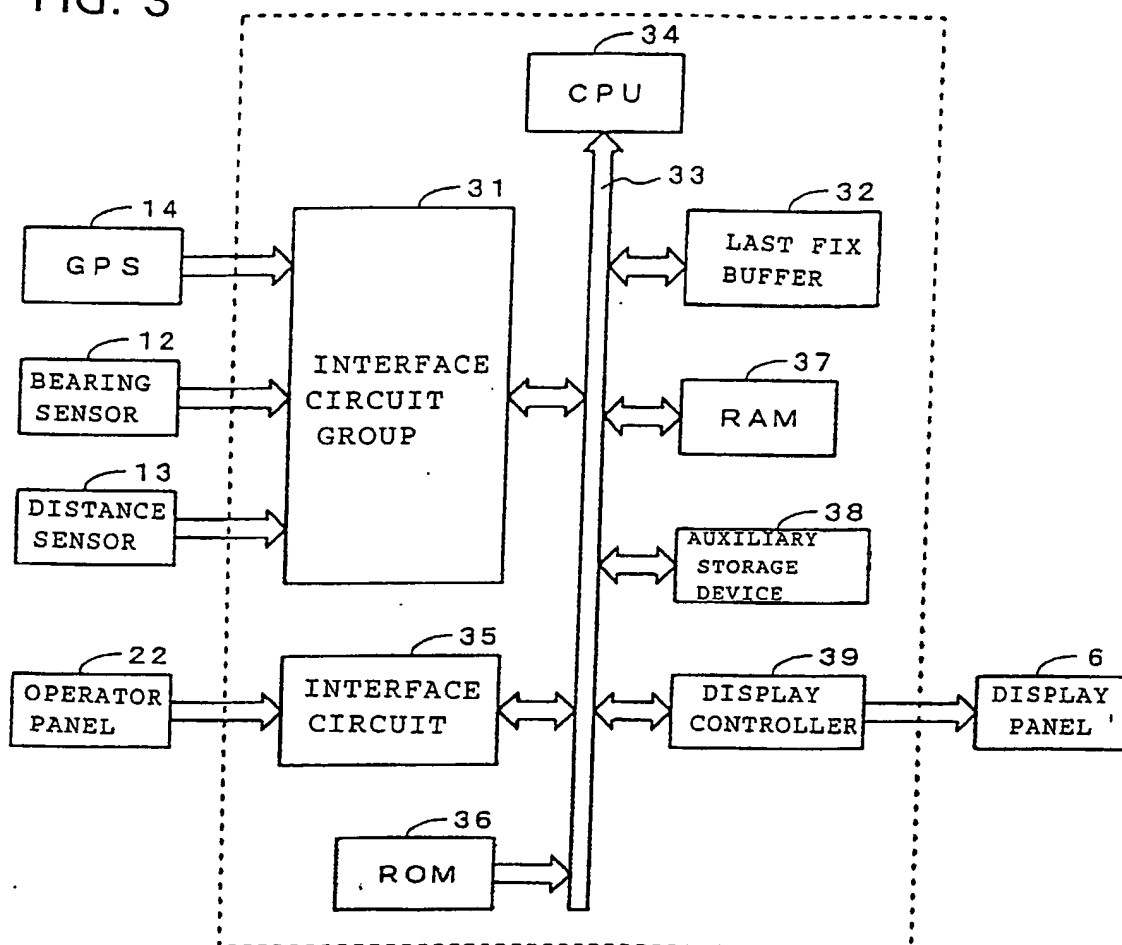 FIG. 3
34
CPU
33
31
32
14
GPS
LAST FIX
BUFFER
12
BEARING
SENSOR
INTERFACE
CIRCUIT
GROUP
37
RAM
13
DISTANCE
SENSOR
38
AUXILIARY
STORAGE
DEVICE
22
OPERATOR
PANEL
35
INTERFACE
CIRCUIT
39
DISPLAY
CONTROLLER
6
DISPLAY
PANEL
36
ROM